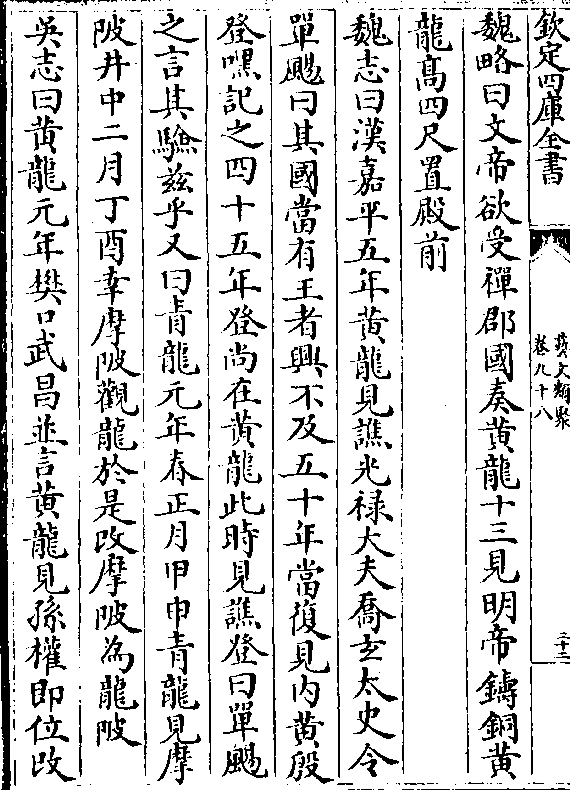 欽定四庫全書
藝文類聚
卷九十八
二十二
魏略曰文帝欲受禪郡國奏黄龍十三見明帝鑄銅黄
龍髙四尺置殿前
魏志曰漢嘉平五年黄龍見譙光禄大夫喬玄太史令
單颺曰其國當有王者興不及五十年當復見内黄殷
登嘿記之四十五年登尚在黄龍此時見譙登曰單颺
之言其驗兹乎又曰青龍元年春正月甲申青龍見摩
陂井中二月丁酉幸摩陂觀龍於是改摩陂為龍陂
吳志曰黄龍元年樊口武昌並言黄龍見孫權即位改